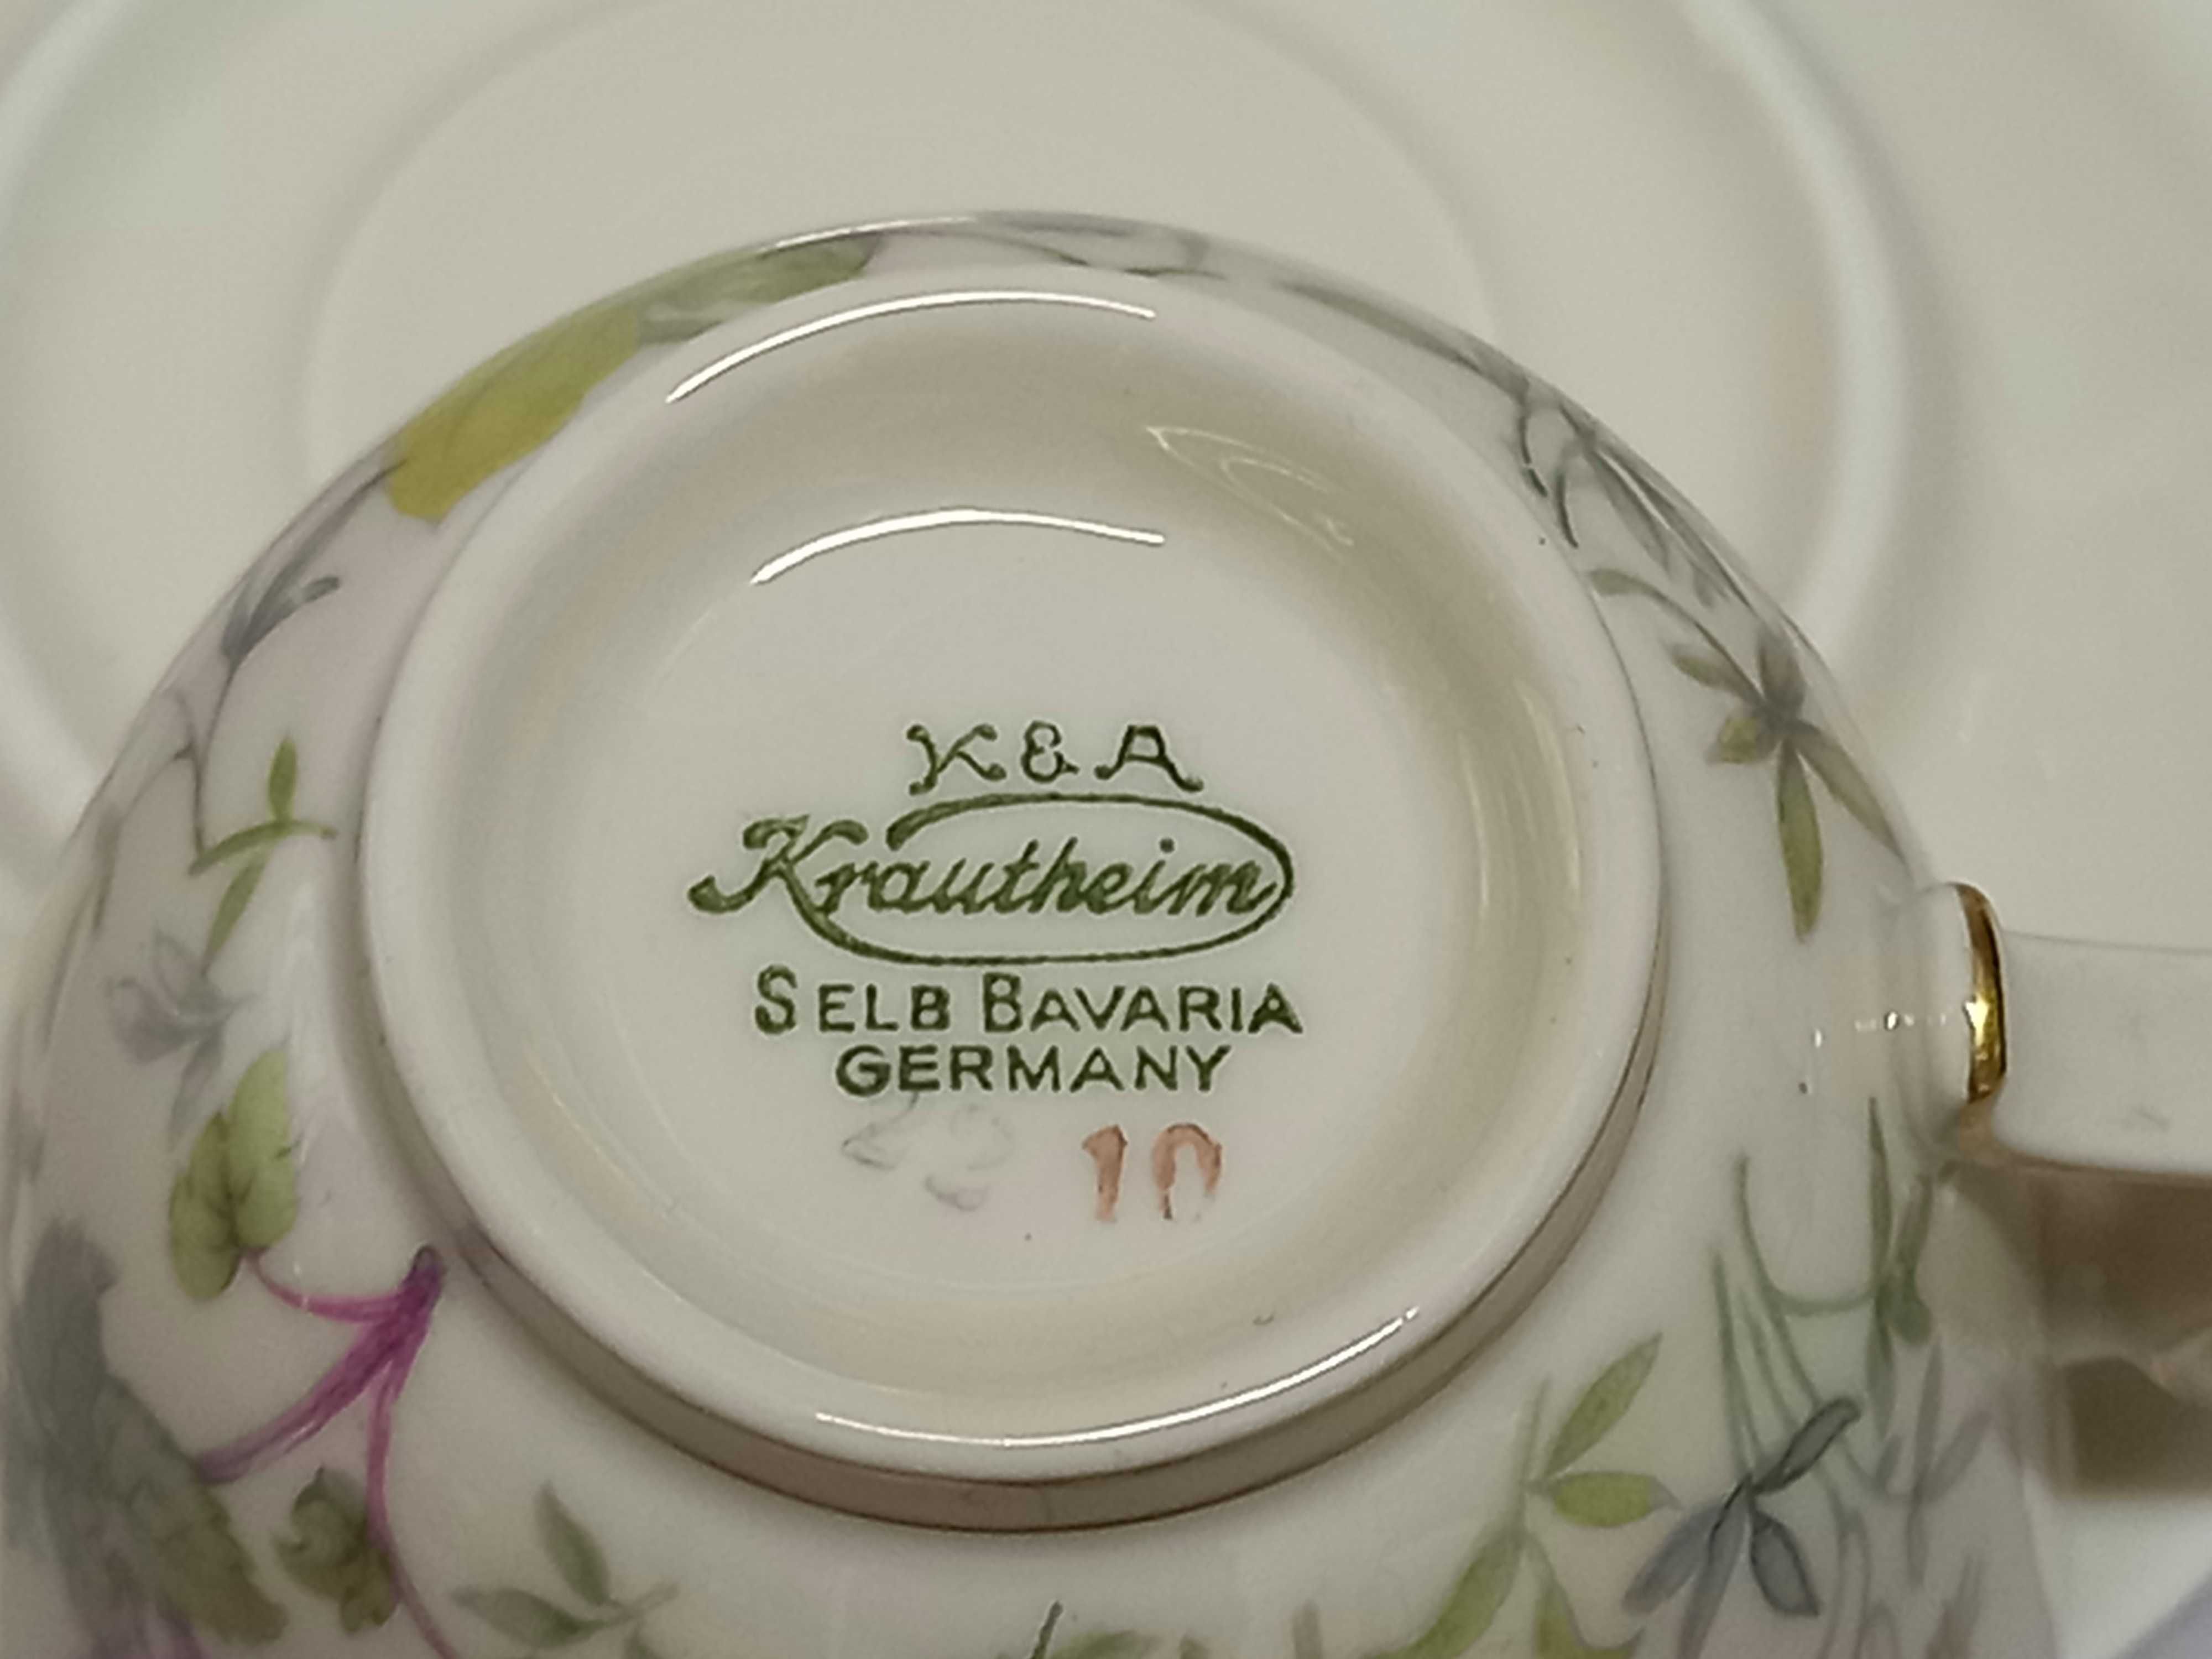 K & A
Krautheim
SELB BAVARIA
GERMANY
10